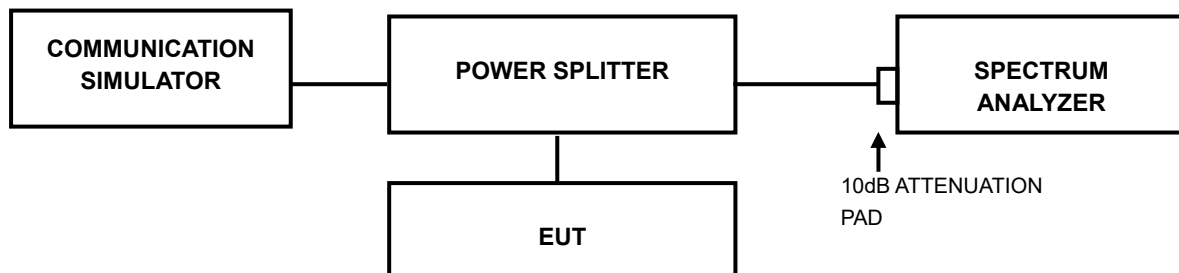 COMMUNICATION
SIMULATOR
POWER SPLITTER
SPECTRUM
ANALYZER
10dB ATTENUATION
PAD
EUT